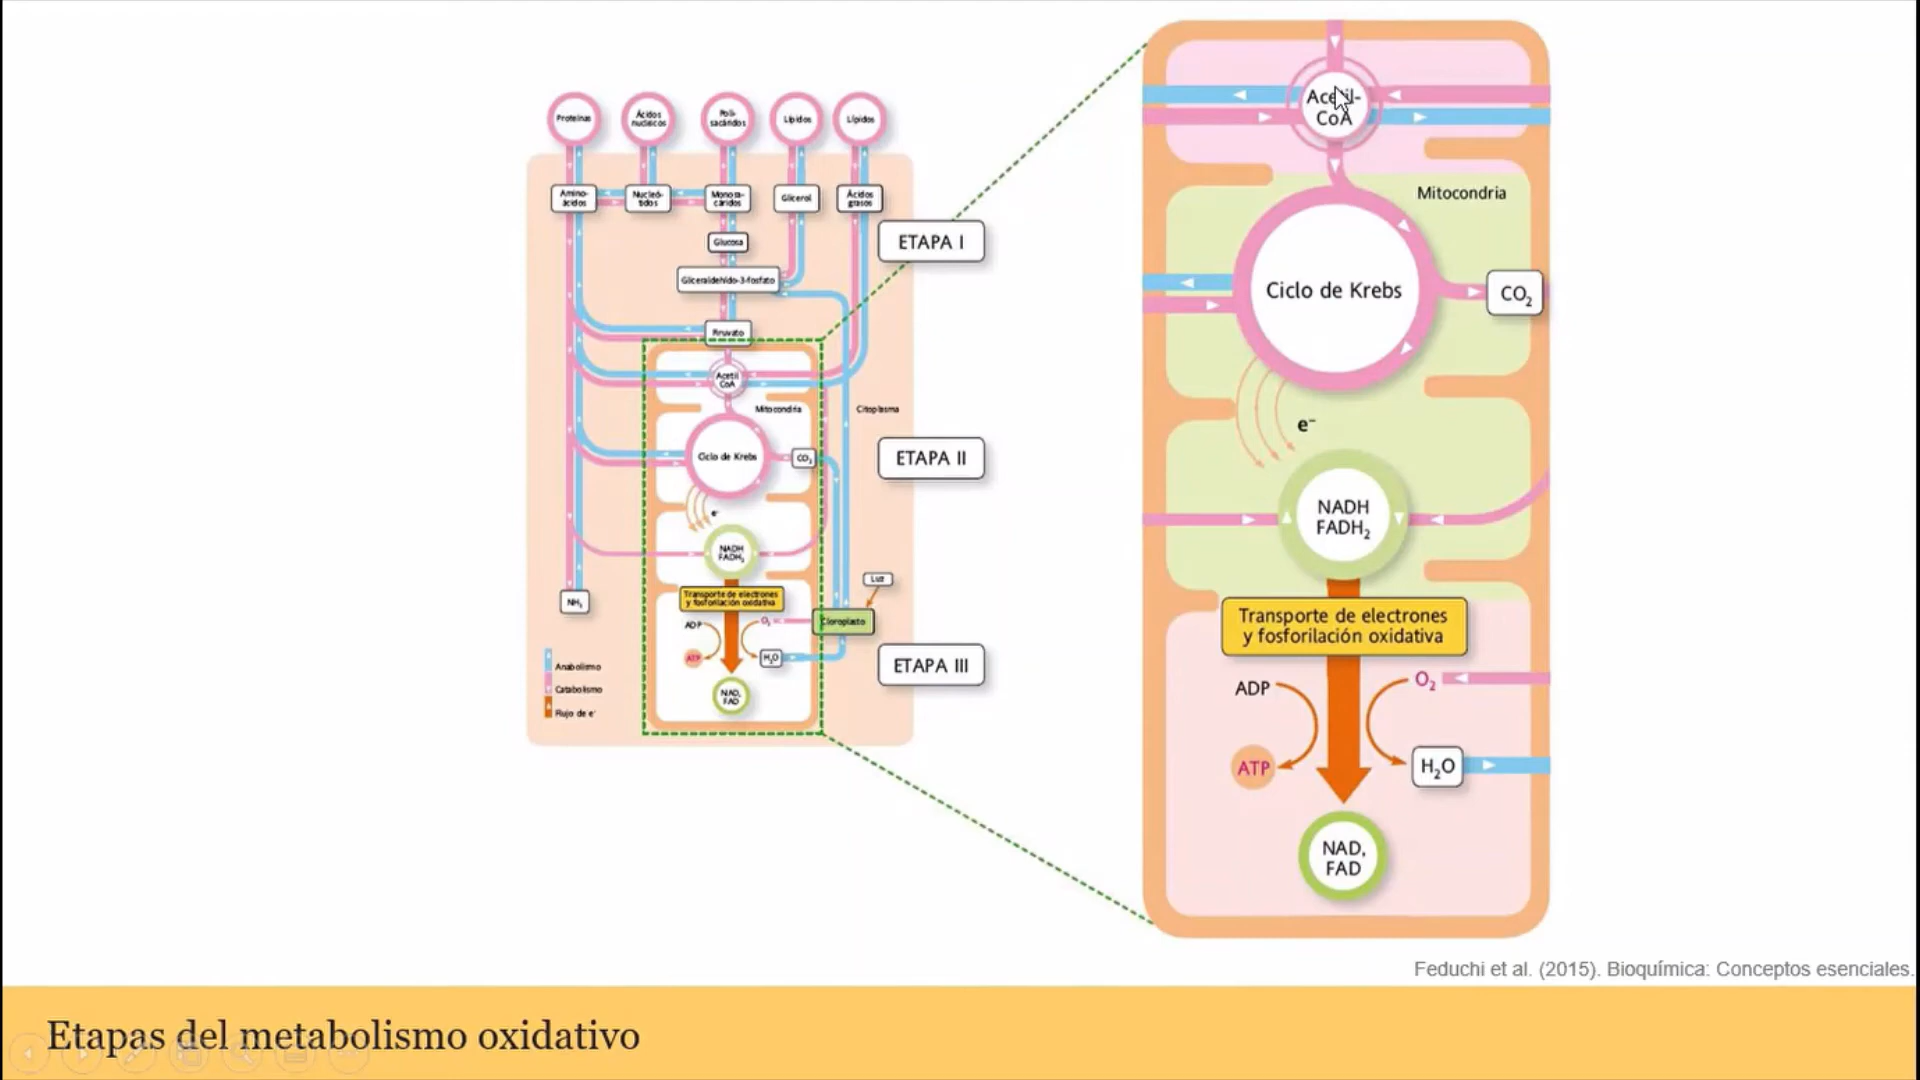 Proteínas
Ácidos
nucleicos
Poli-
sacáridos
Lípidos
Lípidos
Amino-
ácidos
Nucleó-
tidos
Monosa-
cáridos
Glicerol
Ácidos
grasos
Glucosa
ETAPA I
Gliceraldehído-3-fosfato
Piruvato
Acetil
CoA
Mitocondria
Citoplasma
Ciclo de Krebs
CO2
ETAPA II
e-
NADH
FADH2
Luz
Transporte de electrones
y fosforilación oxidativa
NH3
ADP
O2
Cloroplasto
ATP
H2O
ETAPA III
NAD,
FAD
Anabolismo
Catabolismo
Flujo de e-
Acetil-
CoA
Mitocondria
Ciclo de Krebs
CO2
e-
NADH
FADH2
Transporte de electrones
y fosforilación oxidativa
ADP
O2
ATP
H2O
NAD,
FAD
Feduchi et al. (2015). Bioquímica: Conceptos esenciales.
Etapas del metabolismo oxidativo